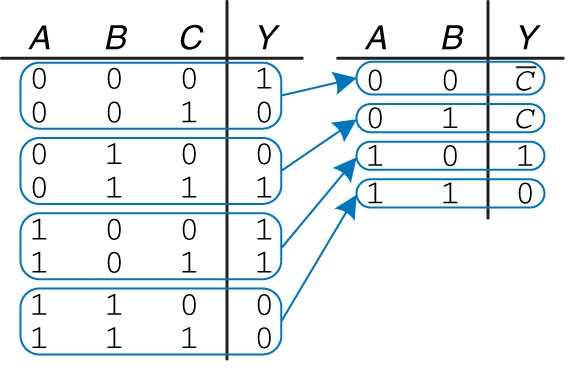 A B C Y
0 0 0 1
0 0 1 0
0 1 0 0
0 1 1 1
1 0 0 1
1 0 1 1
1 1 0 0
1 1 1 0
A B Y
0 0 C̅
0 1 C
1 0 1
1 1 0